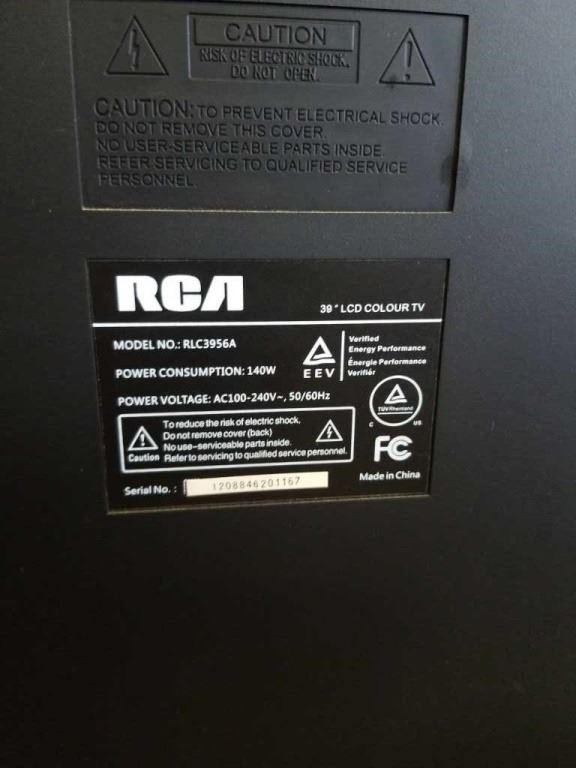 CAUTION
RISK OF ELECTRIC SHOCK.
DO NOT OPEN.
CAUTION: TO PREVENT ELECTRICAL SHOCK.
DO NOT REMOVE THIS COVER.
NO USER-SERVICEABLE PARTS INSIDE.
REFER SERVICING TO QUALIFIED SERVICE
PERSONNEL
RCA
39" LCD COLOUR TV
MODEL NO.: RLC3956A
POWER CONSUMPTION: 140W
POWER VOLTAGE: AC100-240V~, 50/60Hz
EEV
Verified
Energy Performance
Énergie Performance
Verifiér
TÜVRheinland
C US
To reduce the risk of electric shock.
Do not remove cover (back)
No use-serviceable parts inside.
Refer to servicing to qualified service personnel.
Caution
FC
Serial No. : 1208846201167
Made in China